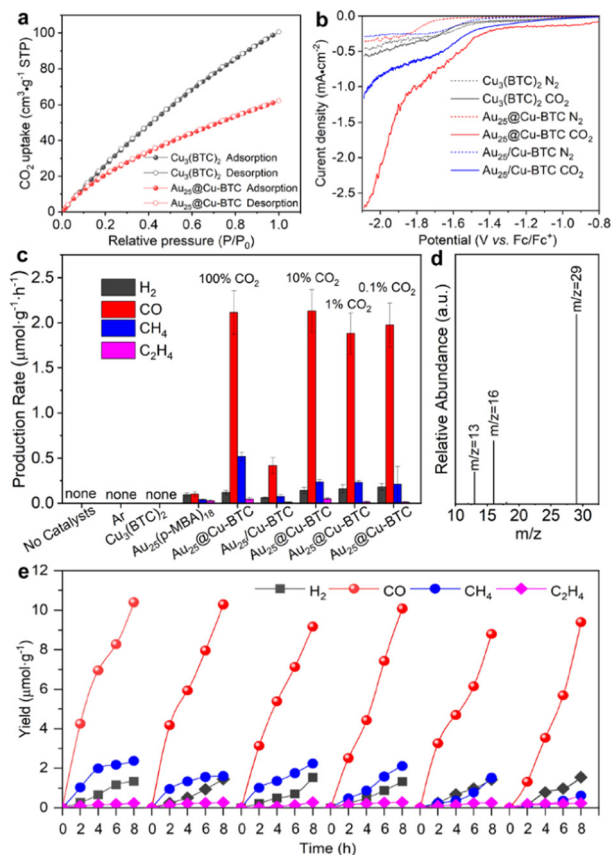 a
CO₂ uptake (cm³•g⁻¹ STP)
100
80
60
40
20
0
0.0 0.2 0.4 0.6 0.8 1.0
Relative pressure (P/P₀)
Cu₃(BTC)₂ Adsorption
Cu₃(BTC)₂ Desorption
Au₂₅@Cu-BTC Adsorption
Au₂₅@Cu-BTC Desorption
b
Curent density (mA•cm⁻²)
0.0
-0.5
-1.0
-1.5
-2.0
-2.5
-2.0 -1.8 -1.6 -1.4 -1.2 -1.0 -0.8
Potential (V vs. Fc/Fc⁺)
Cu₃(BTC)₂ N₂
Cu₃(BTC)₂ CO₂
Au₂₅@Cu-BTC N₂
Au₂₅@Cu-BTC CO₂
Au₂₅/Cu-BTC N₂
Au₂₅/Cu-BTC CO₂
c
Production Rate (μmol·g⁻¹·h⁻¹)
2.5
2.0
1.5
1.0
0.5
0.0
H₂
CO
CH₄
C₂H₄
100% CO₂
10% CO₂
1% CO₂
0.1% CO₂
none
none
none
No Catalysts
Ar
Cu₃(BTC)₂
Au₂₅(p-MBA)₁₈
Au₂₅@Cu-BTC
Au₂₅/Cu-BTC
Au₂₅@Cu-BTC
Au₂₅@Cu-BTC
Au₂₅@Cu-BTC
d
Relative Abundance (a.u.)
m/z=13
m/z=16
m/z=29
10 15 20 25 30
m/z
e
Yield (μmol·g⁻¹)
12
10
8
6
4
2
0
H₂
CO
CH₄
C₂H₄
0 2 4 6 8 0 2 4 6 8 0 2 4 6 8 0 2 4 6 8 0 2 4 6 8 0 2 4 6 8
Time (h)